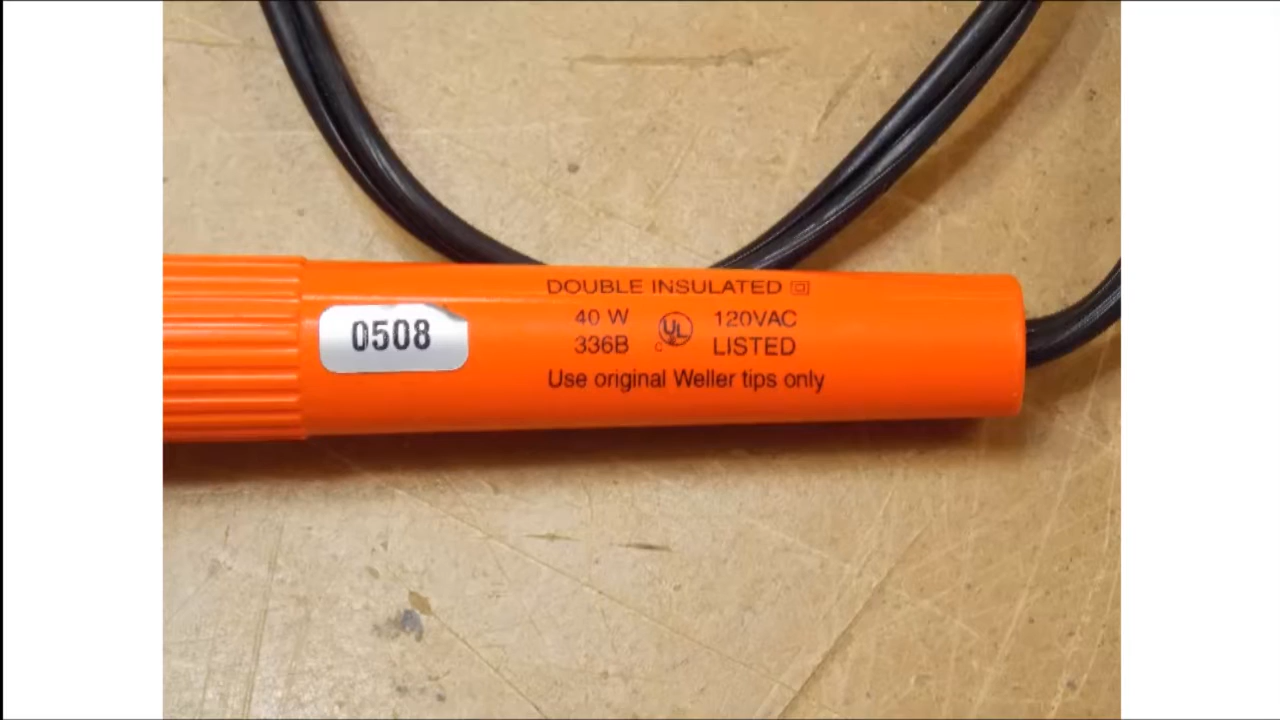 0508
DOUBLE INSULATED
40 W UL 120VAC
336B C LISTED
Use original Weller tips only